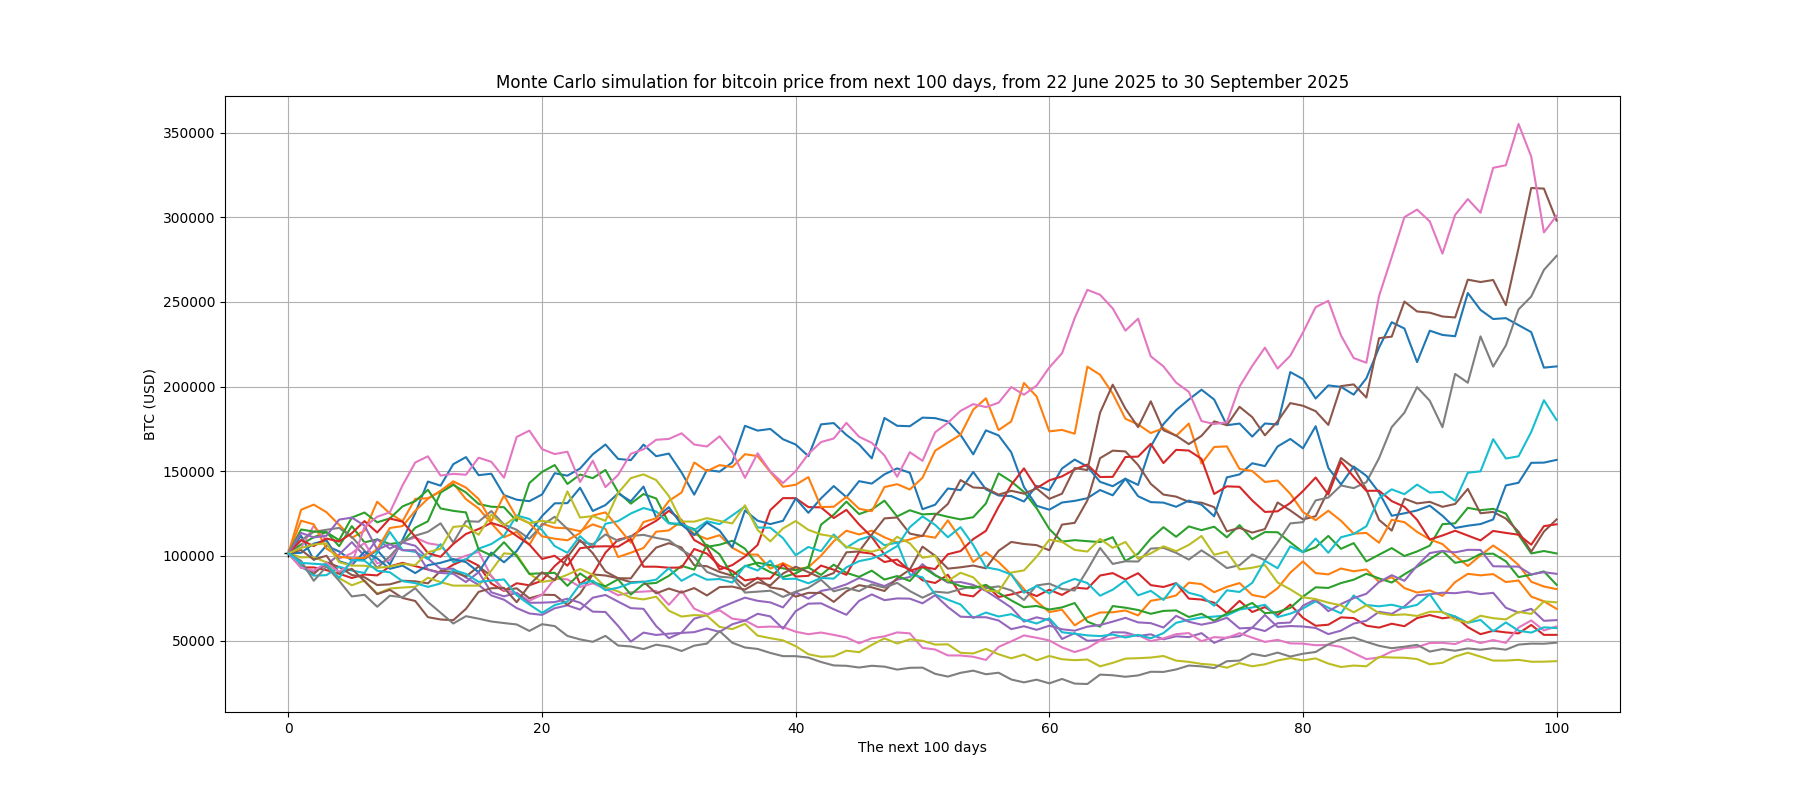 Monte Carlo simulation for bitcoin price from next 100 days, from 22 June 2025 to 30 September 2025
350000
300000
250000
200000
150000
100000
50000
BTC (USD)
0 20 40 60 80 100
The next 100 days